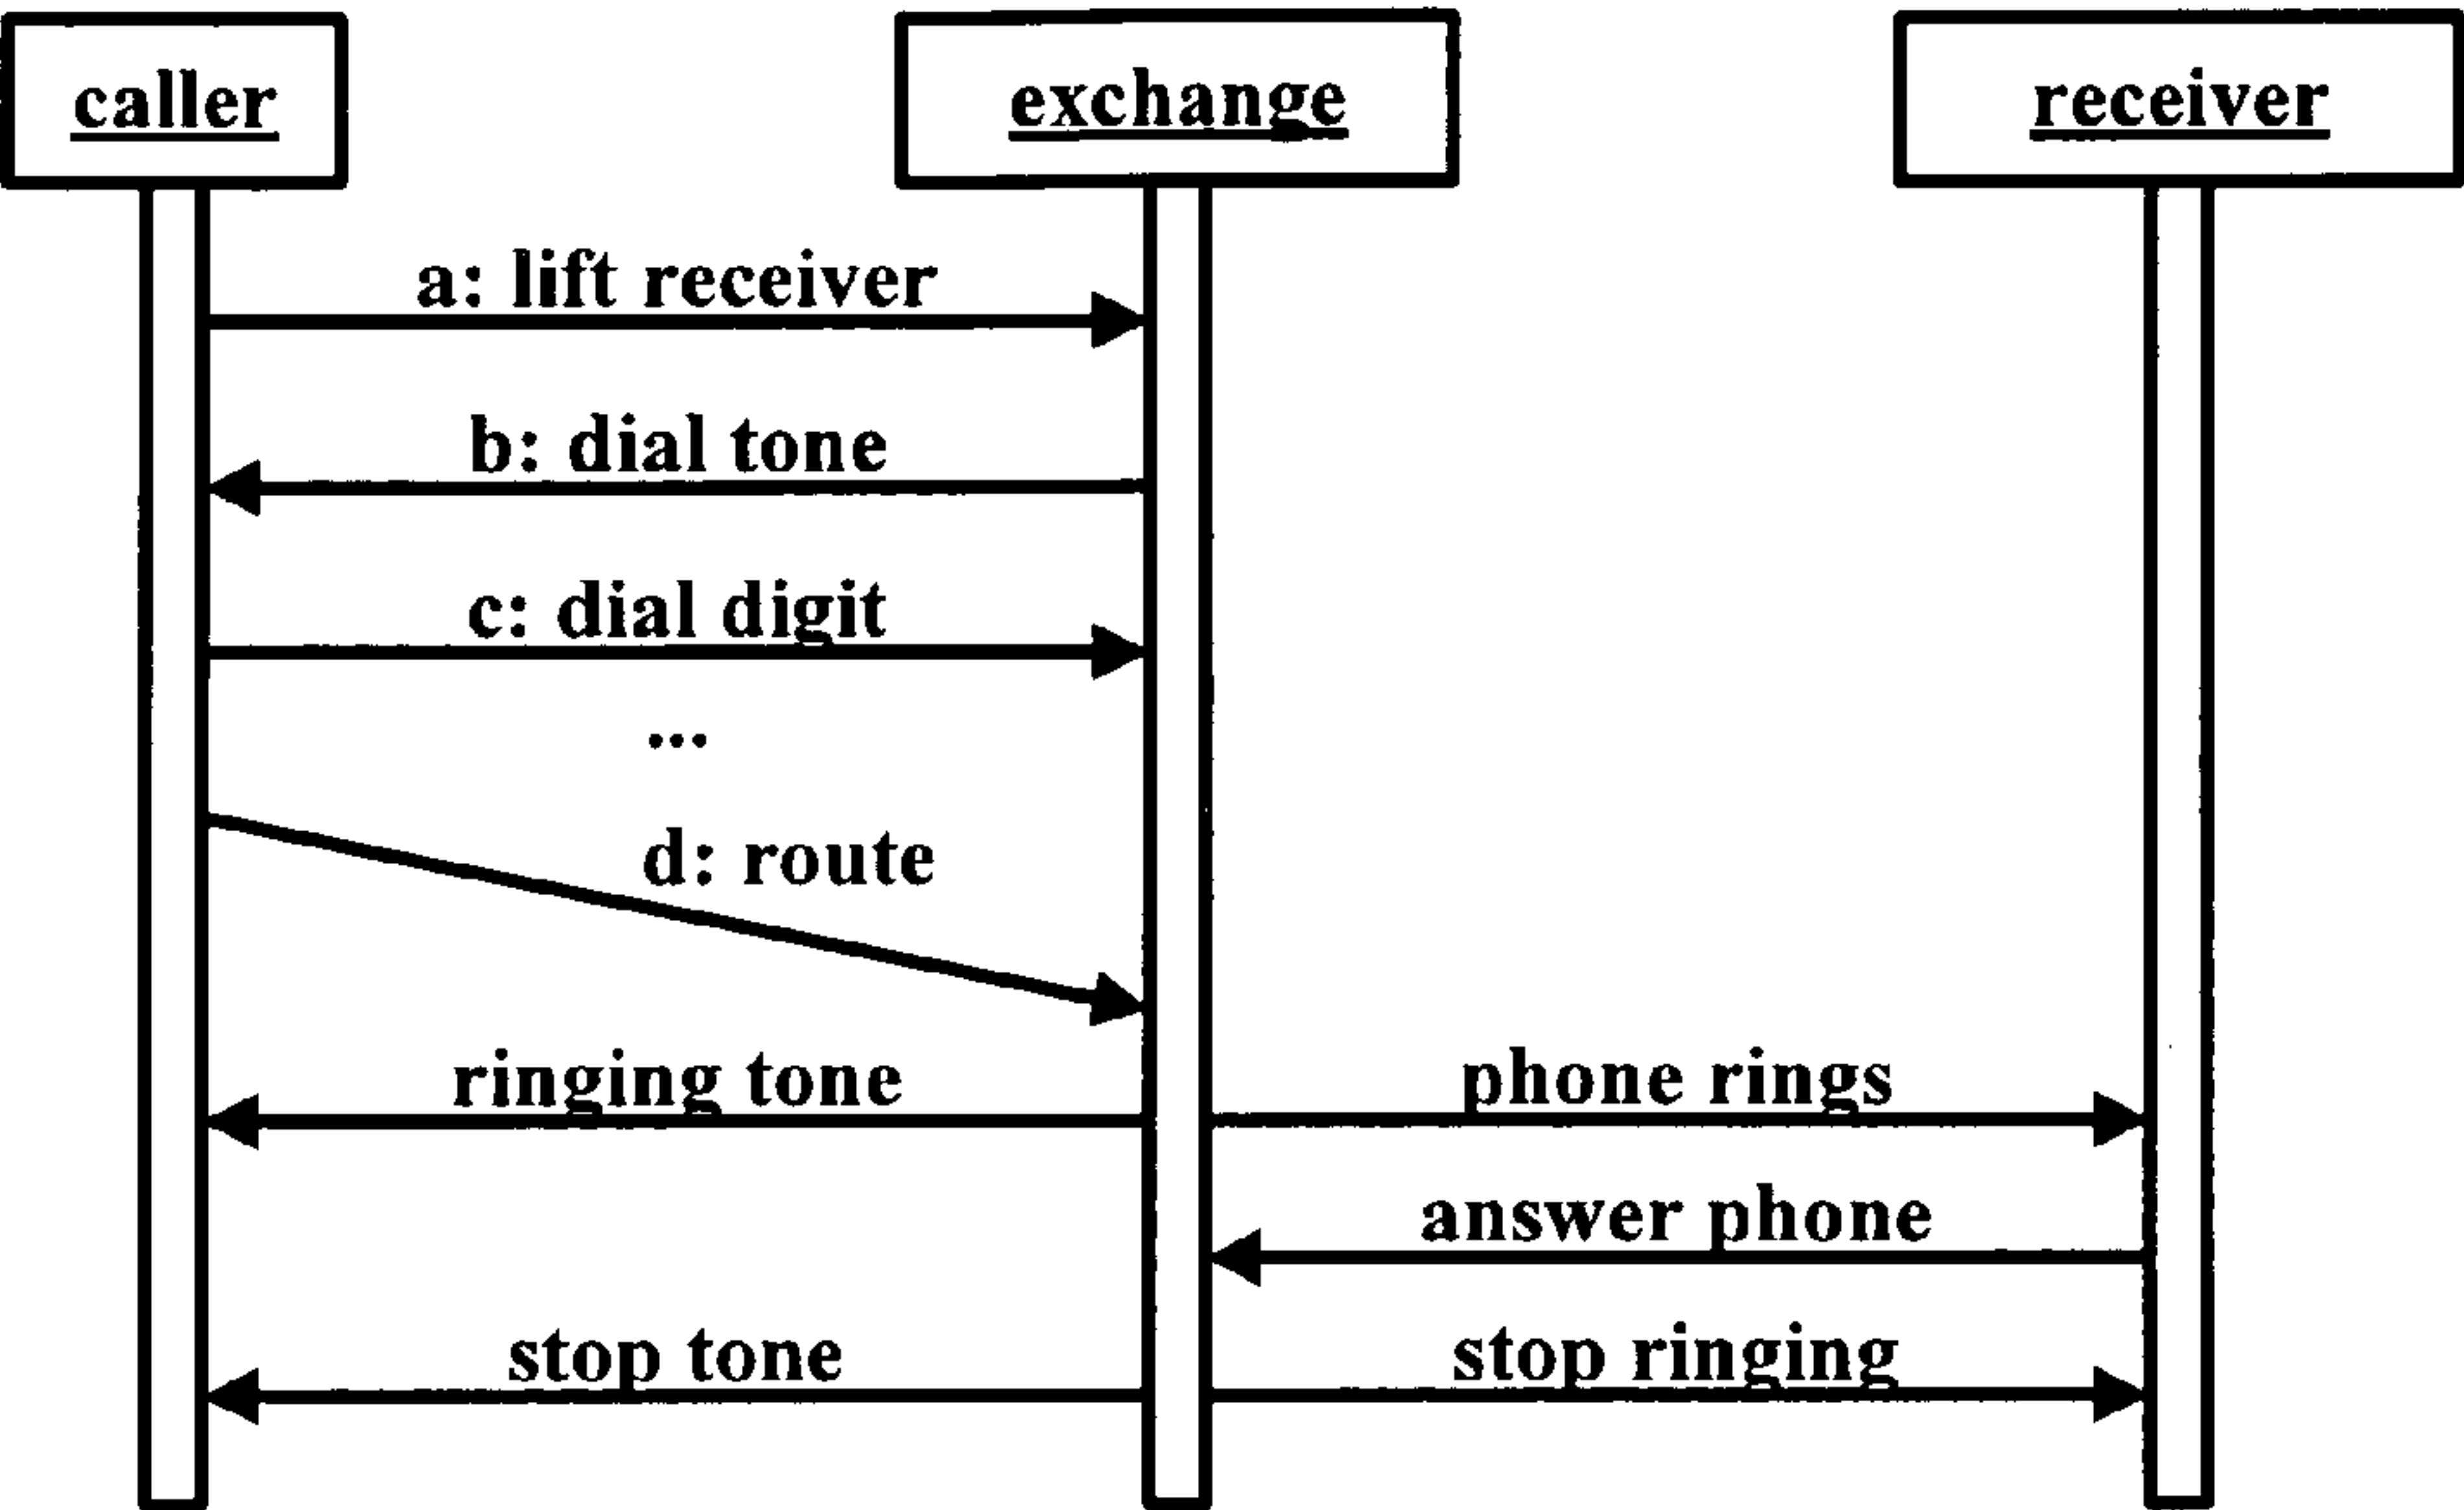 caller
exchange
receiver
a: lift receiver
b: dial tone
c: dial digit
...
d: route
ringing tone
phone rings
answer phone
stop tone
stop ringing